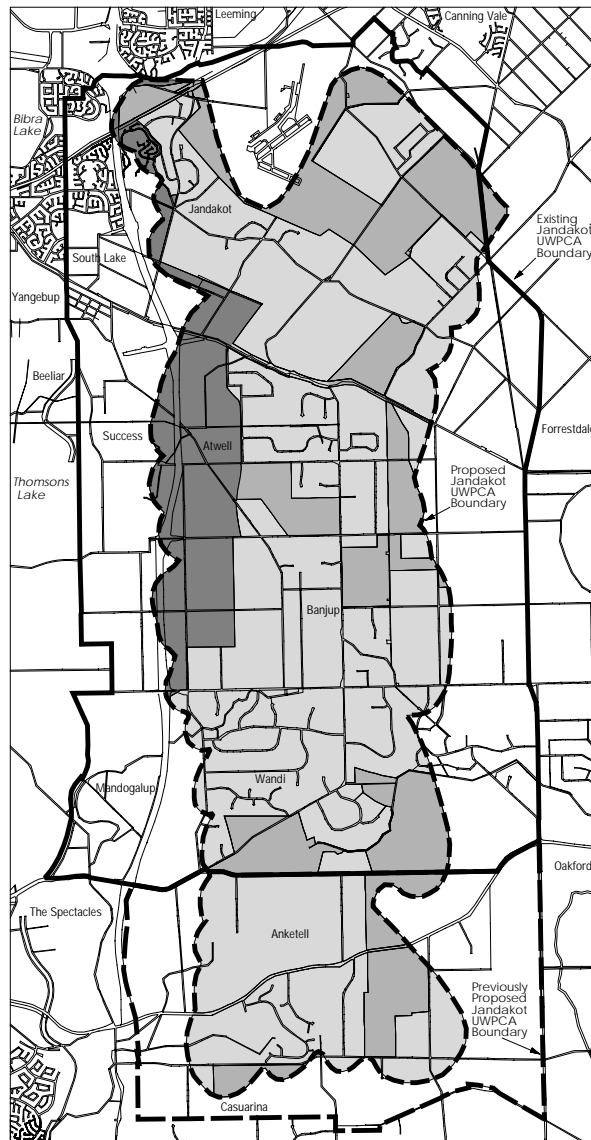 Leeming
Canning Vale
Bibra
Lake
Jandakot
Existing
Jandakot
UWPCA
Boundary
South Lake
Yangebup
Beeliar
Success
Atwell
Forrestdale
Thomsons
Lake
Proposed
Jandakot
UWPCA
Boundary
Banjup
Wandi
Mandogalup
Oakford
The Spectacles
Anketell
Previously
Proposed
Jandakot
UWPCA
Boundary
Casuarina